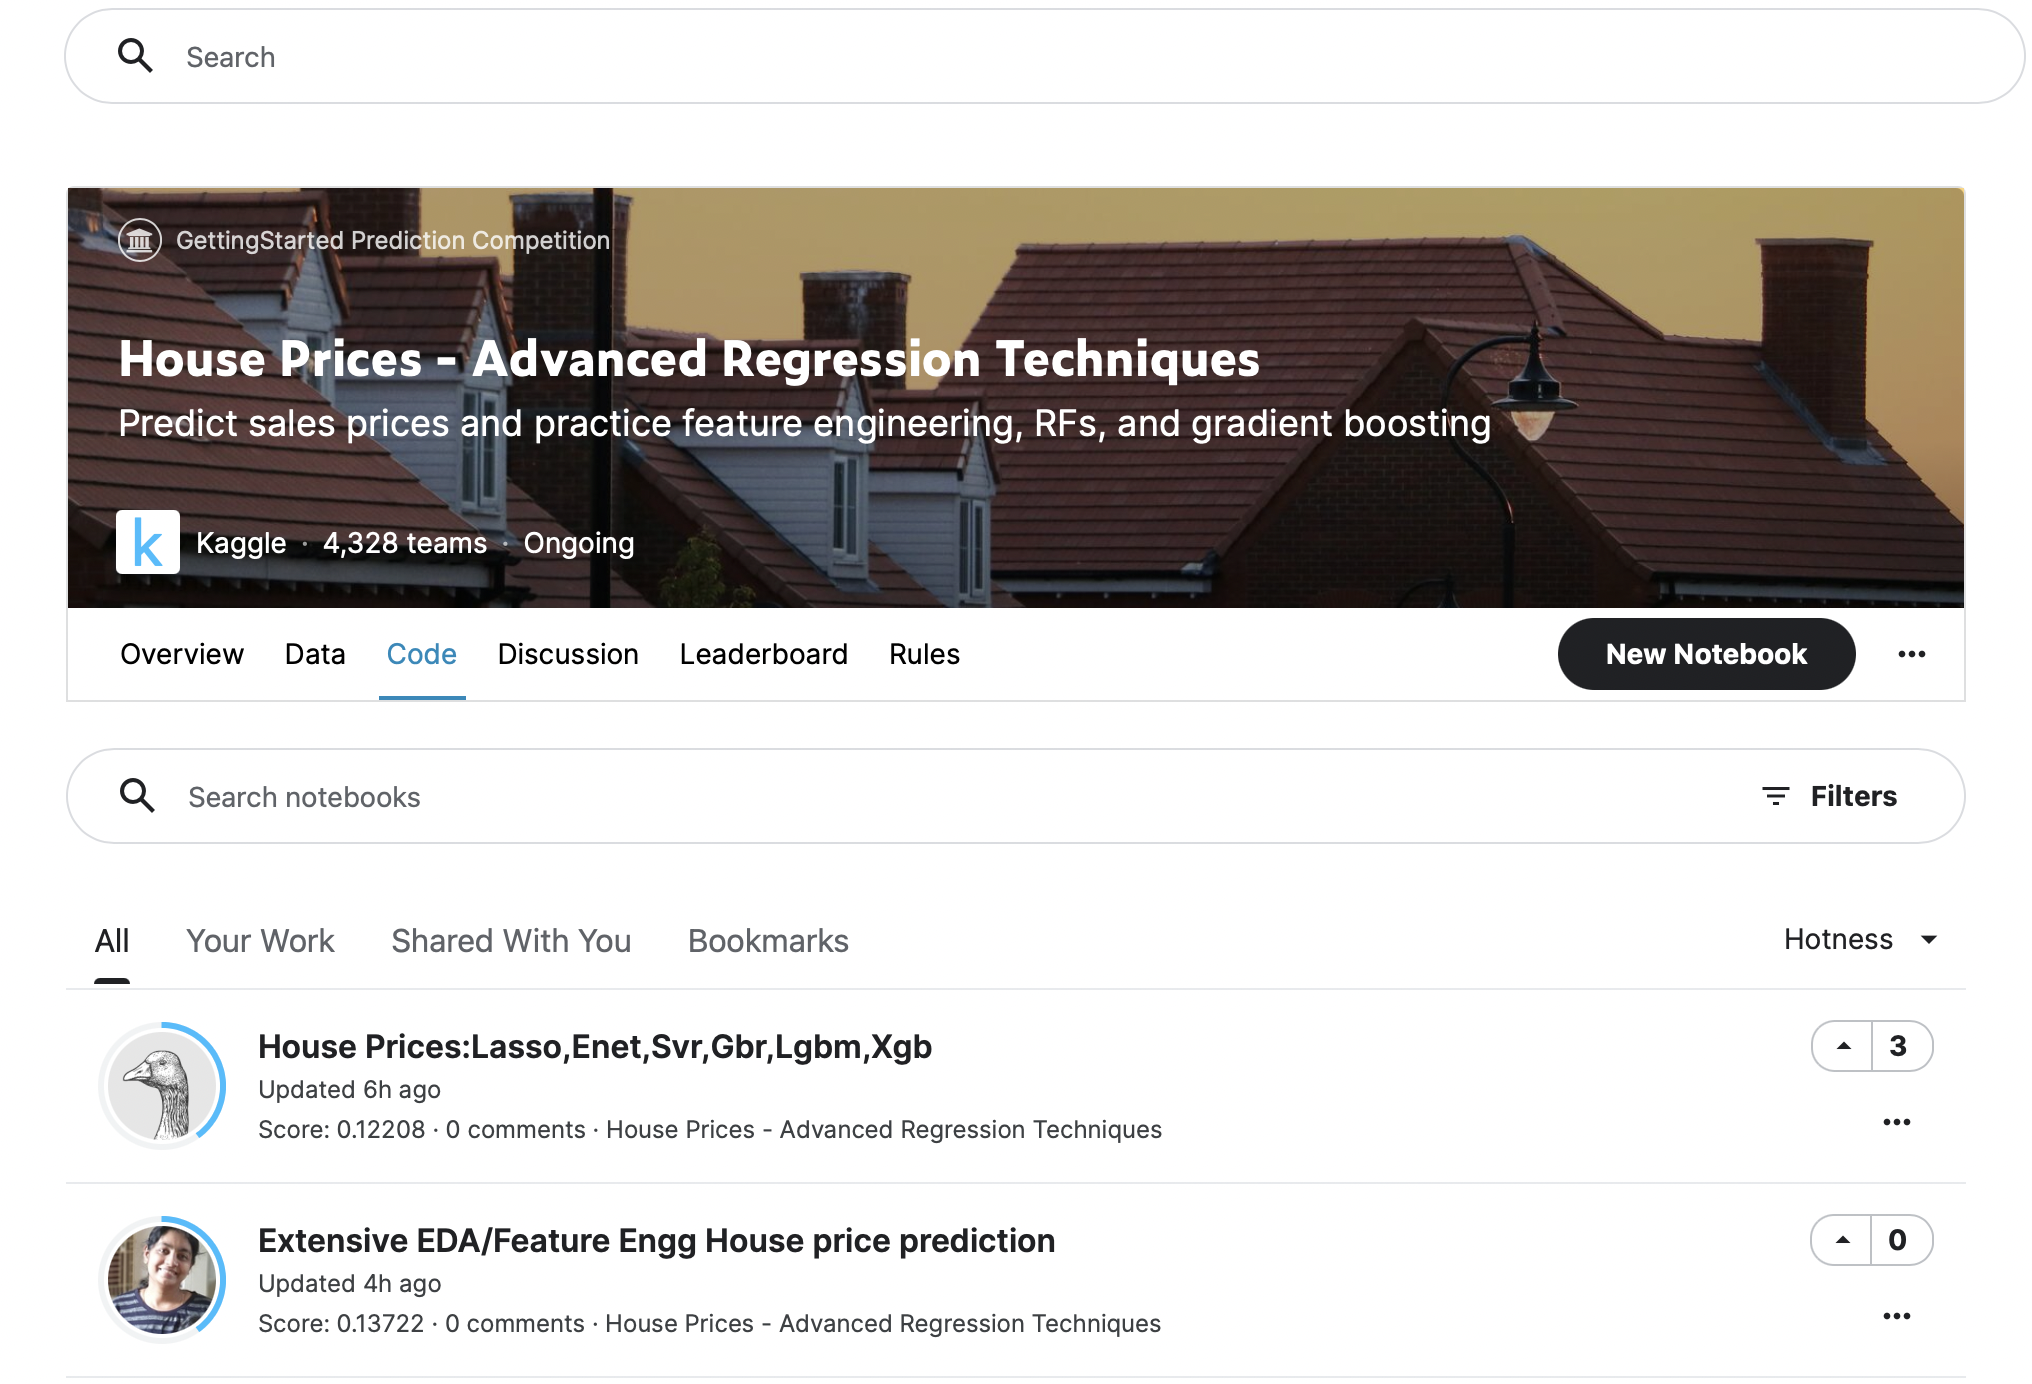 Search
GettingStarted Prediction Competition
House Prices - Advanced Regression Techniques
Predict sales prices and practice feature engineering, RFs, and gradient boosting
k Kaggle · 4,328 teams · Ongoing
Overview Data Code Discussion Leaderboard Rules New Notebook
Search notebooks Filters
All Your Work Shared With You Bookmarks Hotness
House Prices:Lasso,Enet,Svr,Gbr,Lgbm,Xgb 3
Updated 6h ago
Score: 0.12208 · 0 comments · House Prices - Advanced Regression Techniques
Extensive EDA/Feature Engg House price prediction 0
Updated 4h ago
Score: 0.13722 · 0 comments · House Prices - Advanced Regression Techniques